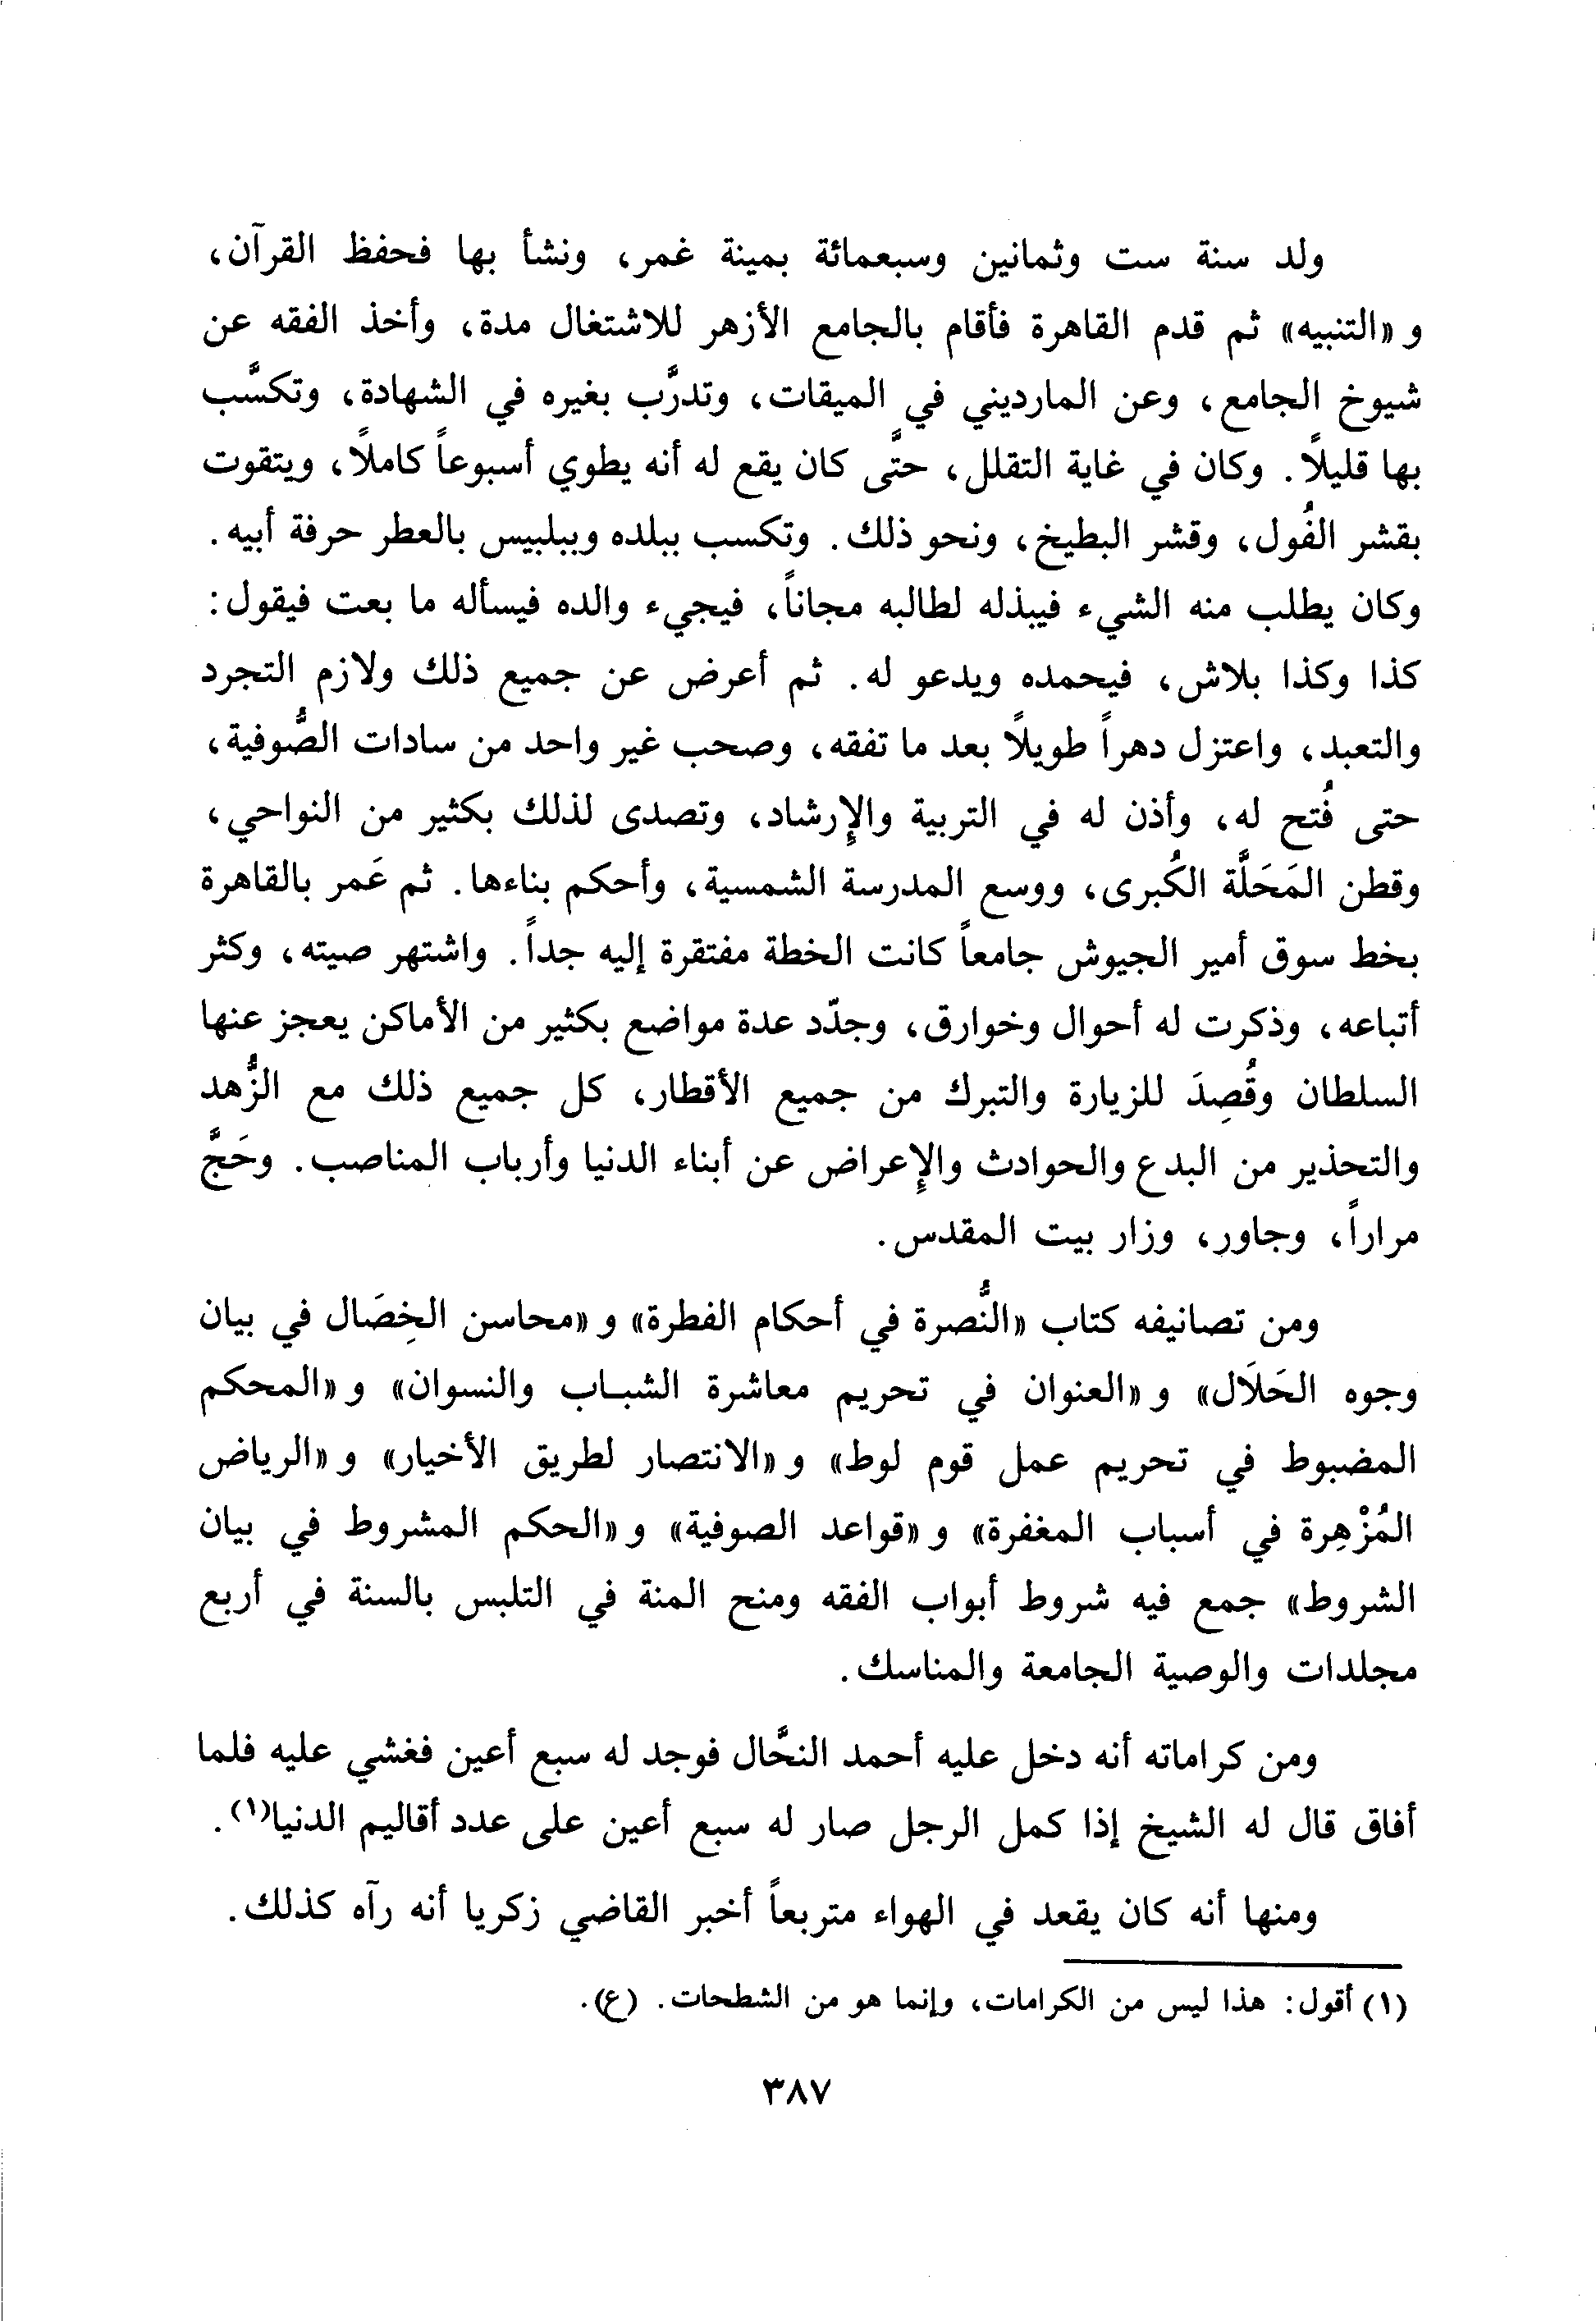 ولد سنة ست وثمانين وسبعمائة بمينة غمر، ونشأ بها فحفظ القرآن،
و «التنبيه» ثم قدم القاهرة فأقام بالجامع الأزهر للاشتغال مدة، وأخذ الفقه عن
شيوخ الجامع، وعن المارديني في الميقات، وتدرَّب بغيره في الشهادة، وتكسَّب
بها قليلاً. وكان في غاية التقلل، حتَّى كان يقع له أنه يطوي أسبوعاً كاملاً، ويتقوت
بقشر الفُول، وقشر البطيخ، ونحو ذلك. وتكسب ببلده وببلبيس بالعطر حرفة أبيه.
وكان يطلب منه الشيء فيبذله لطالبه مجاناً، فيجيء والده فيسأله ما بعت فيقول:
كذا وكذا بلاش، فيحمده ويدعو له. ثم أعرض عن جميع ذلك ولازم التجرد
والتعبد، واعتزل دهراً طويلاً بعد ما تفقه، وصحب غير واحد من سادات الصُّوفية،
حتى فُتح له، وأذن له في التربية والإِرشاد، وتصدى لذلك بكثير من النواحي،
وقطن المَحَلَّة الكُبرى، ووسع المدرسة الشمسية، وأحكم بناءها. ثم عَمر بالقاهرة
بخط سوق أمير الجيوش جامعاً كانت الخطة مفتقرة إليه جداً. واشتهر صيته، وكثر
أتباعه، وذكرت له أحوال وخوارق، وجدّد عدة مواضع بكثير من الأماكن يعجز عنها
السلطان وقُصِدَ للزيارة والتبرك من جميع الأقطار، كل جميع ذلك مع الزُّهد
والتحذير من البدع والحوادث والإِعراض عن أبناء الدنيا وأرباب المناصب. وحَجَّ
مراراً، وجاور، وزار بيت المقدس.
ومن تصانيفه كتاب «النُّصرة في أحكام الفطرة» و «محاسن الخِصَال في بيان
وجوه الحَلاَل» و «العنوان في تحريم معاشرة الشباب والنسوان» و «المحكم
المضبوط في تحريم عمل قوم لوط» و «الانتصار لطريق الأخيار» و «الرياض
المُزْهِرة في أسباب المغفرة» و «قواعد الصوفية» و «الحكم المشروط في بيان
الشروط» جمع فيه شروط أبواب الفقه ومنح المنة في التلبس بالسنة في أربع
مجلدات والوصية الجامعة والمناسك.
ومن كراماته أنه دخل عليه أحمد النحَّال فوجد له سبع أعين فغشي عليه فلما
أفاق قال له الشيخ إذا كمل الرجل صار له سبع أعين على عدد أقاليم الدنيا(١).
ومنها أنه كان يقعد في الهواء متربعاً أخبر القاضي زكريا أنه رآه كذلك.
(١) أقول: هذا ليس من الكرامات، وإنما هو من الشطحات. (ع).
٣٨٧